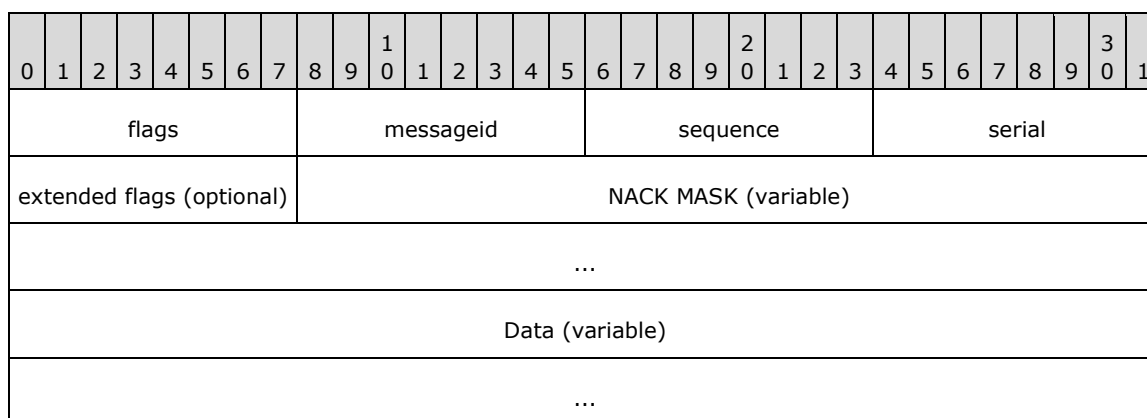 1 2 3
0 1 2 3 4 5 6 7 8 9 0 1 2 3 4 5 6 7 8 9 0 1 2 3 4 5 6 7 8 9 0 1
flags messageid sequence serial
extended flags (optional) NACK MASK (variable)
...
Data (variable)
...